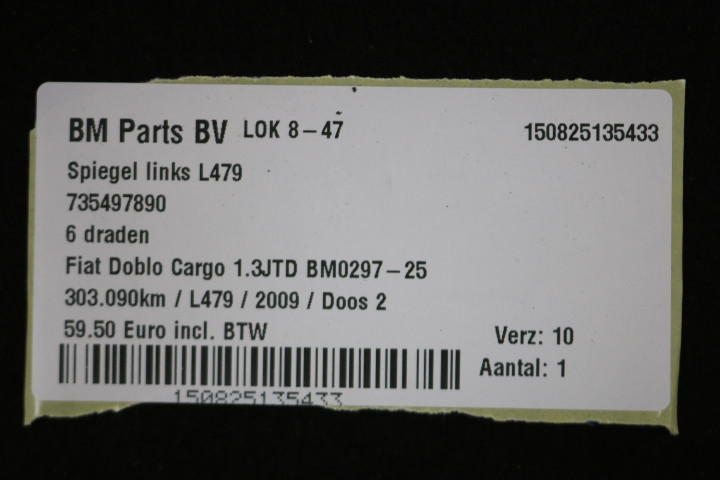 BM Parts BV LOK 8-47 150825135433
Spiegel links L479
735497890
6 draden
Fiat Doblo Cargo 1.3JTD BM0297-25
303.090km / L479 / 2009 / Doos 2
59.50 Euro incl. BTW
Verz: 10
Aantal: 1
150825135433